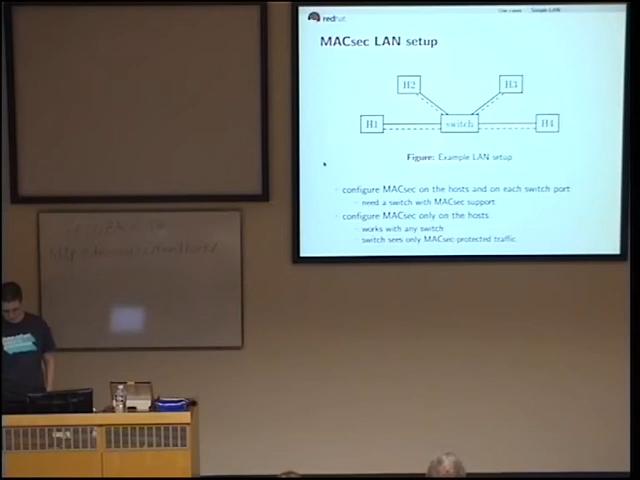 Use cases Simple LAN
redhat
MACsec LAN setup
H2
H3
H1
switch
H4
Figure: Example LAN setup
configure MACsec on the hosts and on each switch port
need a switch with MACsec support
configure MACsec only on the hosts
works with any switch
switch sees only MACsec-protected traffic